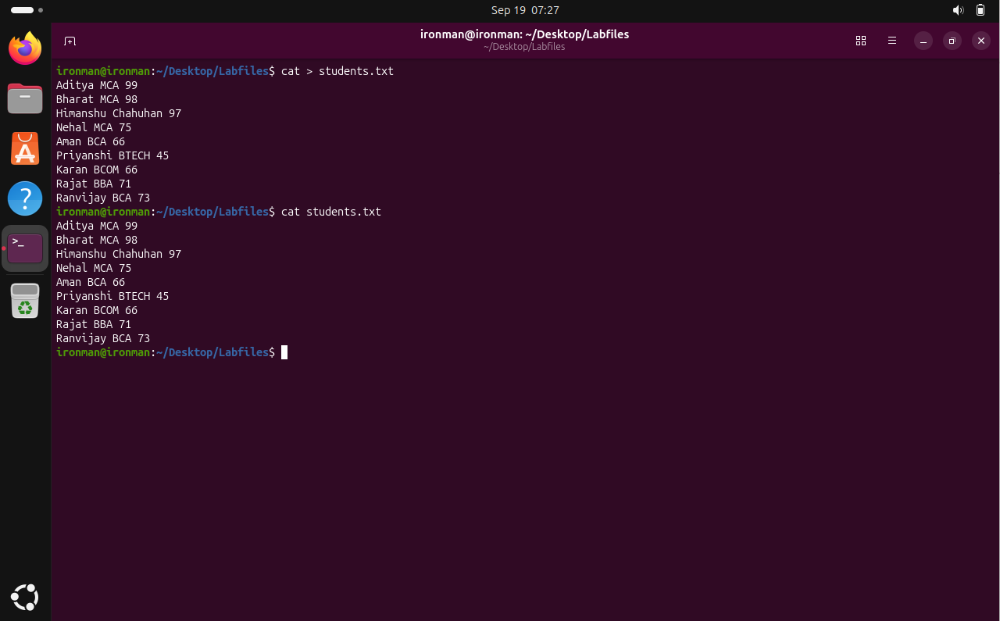 Sep 19 07:27
ironman@ironman: ~/Desktop/Labfiles
~/Desktop/Labfiles
ironman@ironman:~/Desktop/Labfiles$ cat > students.txt
Aditya MCA 99
Bharat MCA 98
Himanshu Chahuhan 97
Nehal MCA 75
Aman BCA 66
Priyanshi BTECH 45
Karan BCOM 66
Rajat BBA 71
Ranvijay BCA 73
ironman@ironman:~/Desktop/Labfiles$ cat students.txt
Aditya MCA 99
Bharat MCA 98
Himanshu Chahuhan 97
Nehal MCA 75
Aman BCA 66
Priyanshi BTECH 45
Karan BCOM 66
Rajat BBA 71
Ranvijay BCA 73
ironman@ironman:~/Desktop/Labfiles$